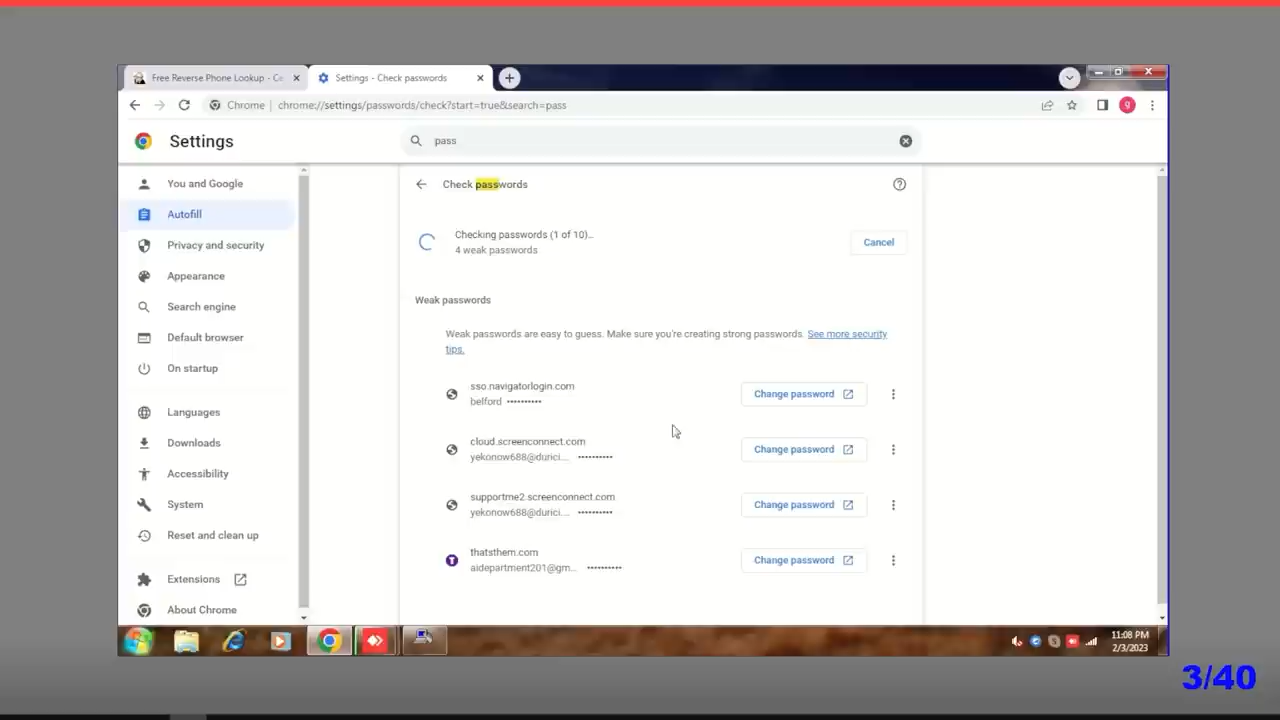 Free Reverse Phone Lookup - Ce
Settings - Check passwords
Chrome | chrome://settings/passwords/check?start=true&search=pass
g
Settings
pass
You and Google
Autofill
Privacy and security
Appearance
Search engine
Default browser
On startup
Languages
Downloads
Accessibility
System
Reset and clean up
Extensions
About Chrome
Check passwords
Checking passwords (1 of 10)...
4 weak passwords
Cancel
Weak passwords
Weak passwords are easy to guess. Make sure you're creating strong passwords. See more security
tips.
sso.navigatorlogin.com
belford ••••••••••
Change password
cloud.screenconnect.com
yekonow688@durici.... ••••••••••
Change password
supportme2.screenconnect.com
yekonow688@durici.... ••••••••••
Change password
thatsthem.com
aidepartment201@gm... ••••••••••
Change password
11:08 PM
2/3/2023
3/40